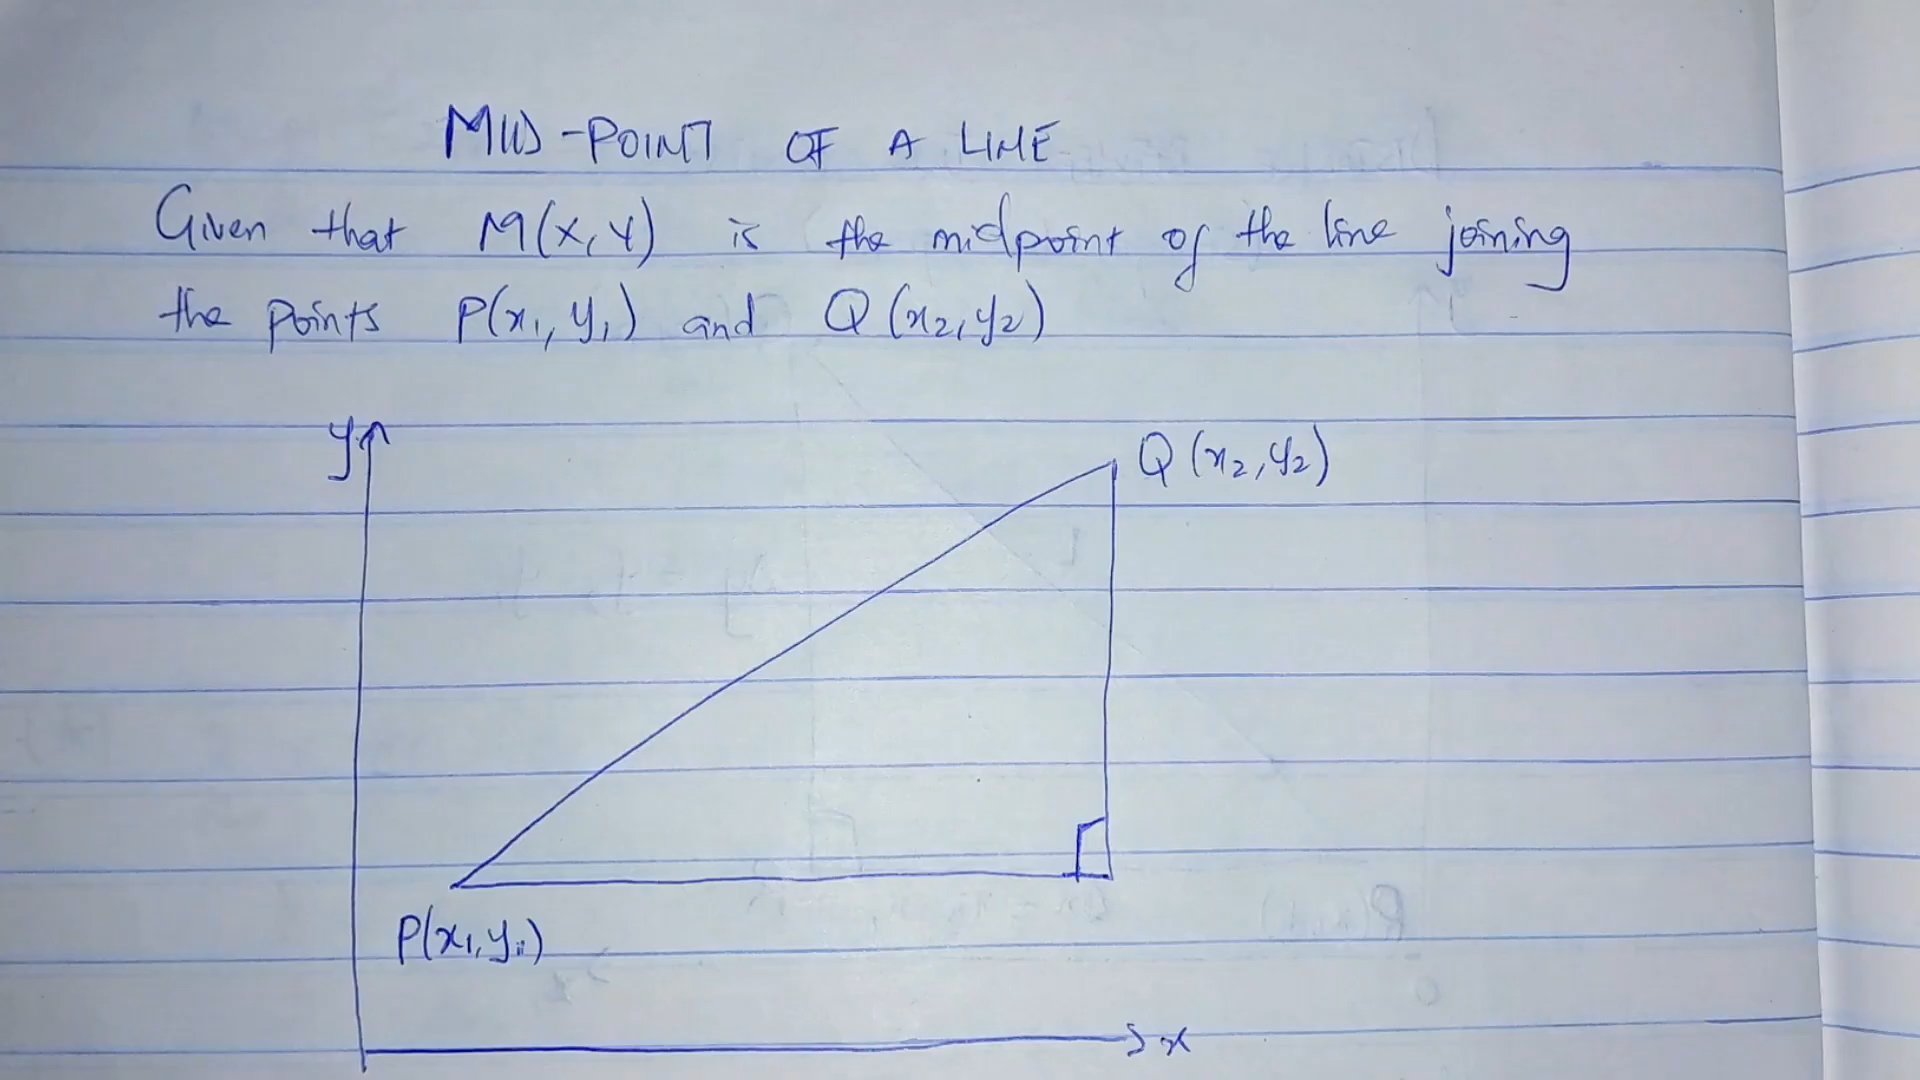 MID-POINT OF A LINE
Given that M(X,Y) is the midpoint of the line joining
the points P(x₁, y₁) and Q(x₂, y₂)
y
Q(x₂, y₂)
P(x₁, y₁)
x